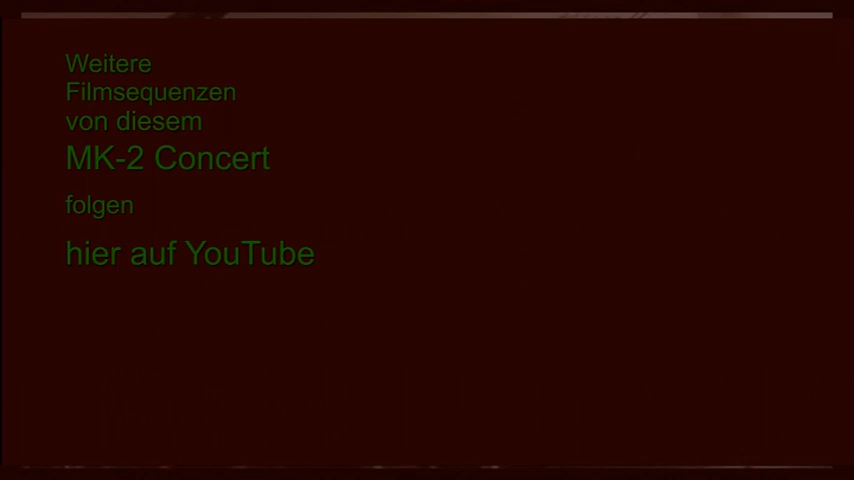 Weitere
Filmsequenzen
von diesem
MK-2 Concert
folgen
hier auf YouTube